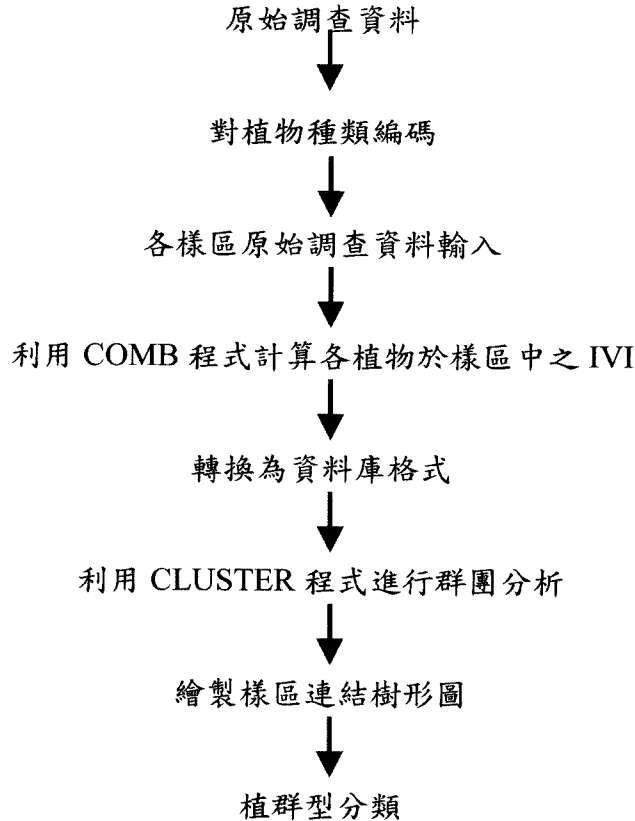 原始調查資料
對植物種類編碼
各樣區原始調查資料輸入
利用 COMB 程式計算各植物於樣區中之 IVI
轉換為資料庫格式
利用 CLUSTER 程式進行群團分析
繪製樣區連結樹形圖
植群型分類